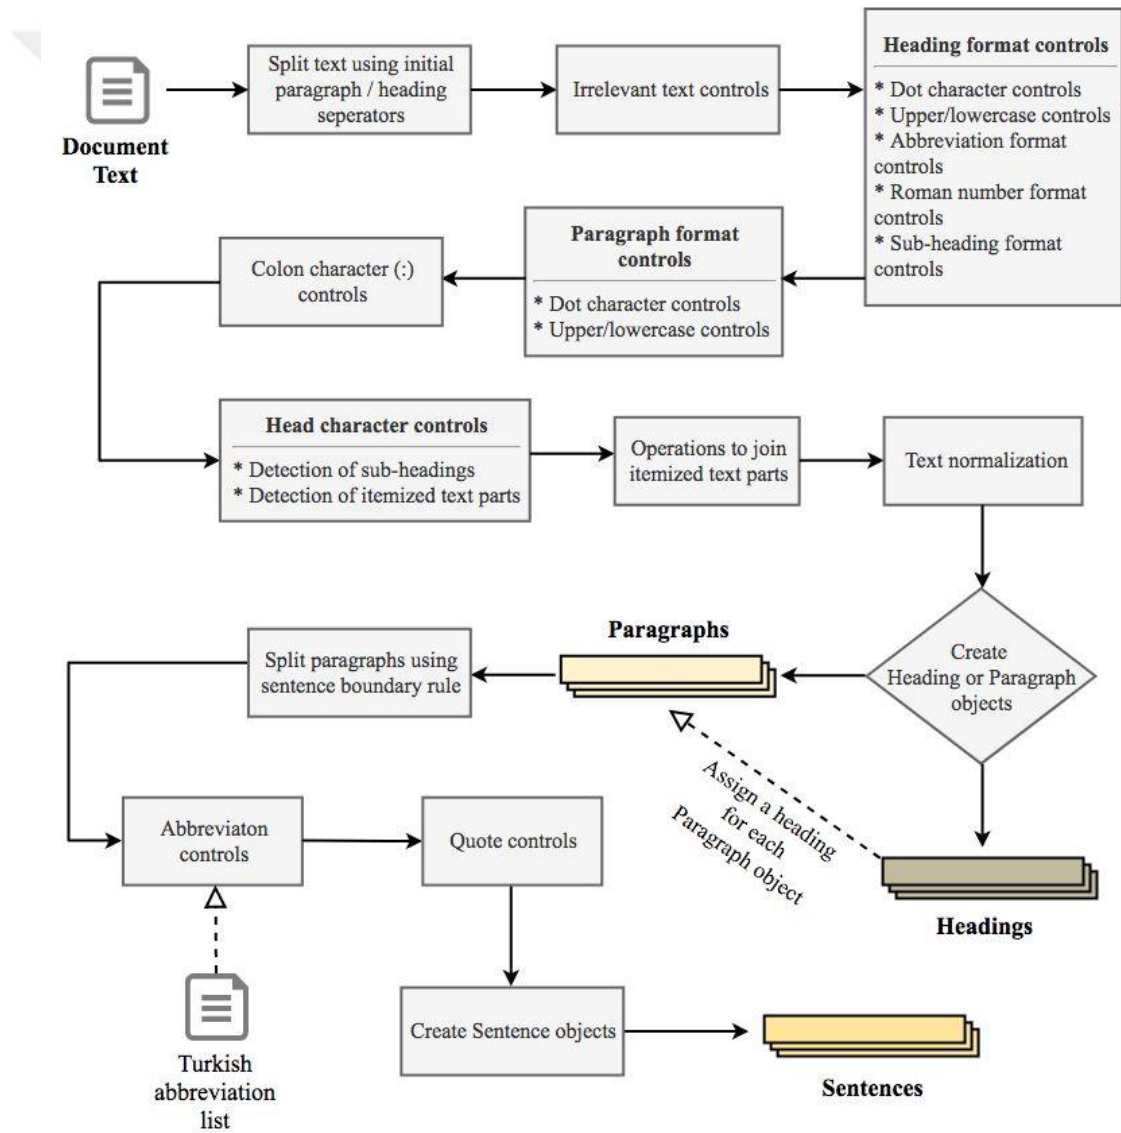 Document
Text
Split text using initial
paragraph / heading
seperators
Irrelevant text controls
Heading format controls
* Dot character controls
* Upper/lowercase controls
* Abbreviation format
controls
* Roman number format
controls
* Sub-heading format
controls
Paragraph format
controls
* Dot character controls
* Upper/lowercase controls
Colon character (:)
controls
Head character controls
* Detection of sub-headings
* Detection of itemized text parts
Operations to join
itemized text parts
Text normalization
Create
Heading or Paragraph
objects
Paragraphs
Split paragraphs using
sentence boundary rule
Assign a heading
for each
Paragraph object
Headings
Abbreviaton
controls
Quote controls
Turkish
abbreviation
list
Create Sentence objects
Sentences